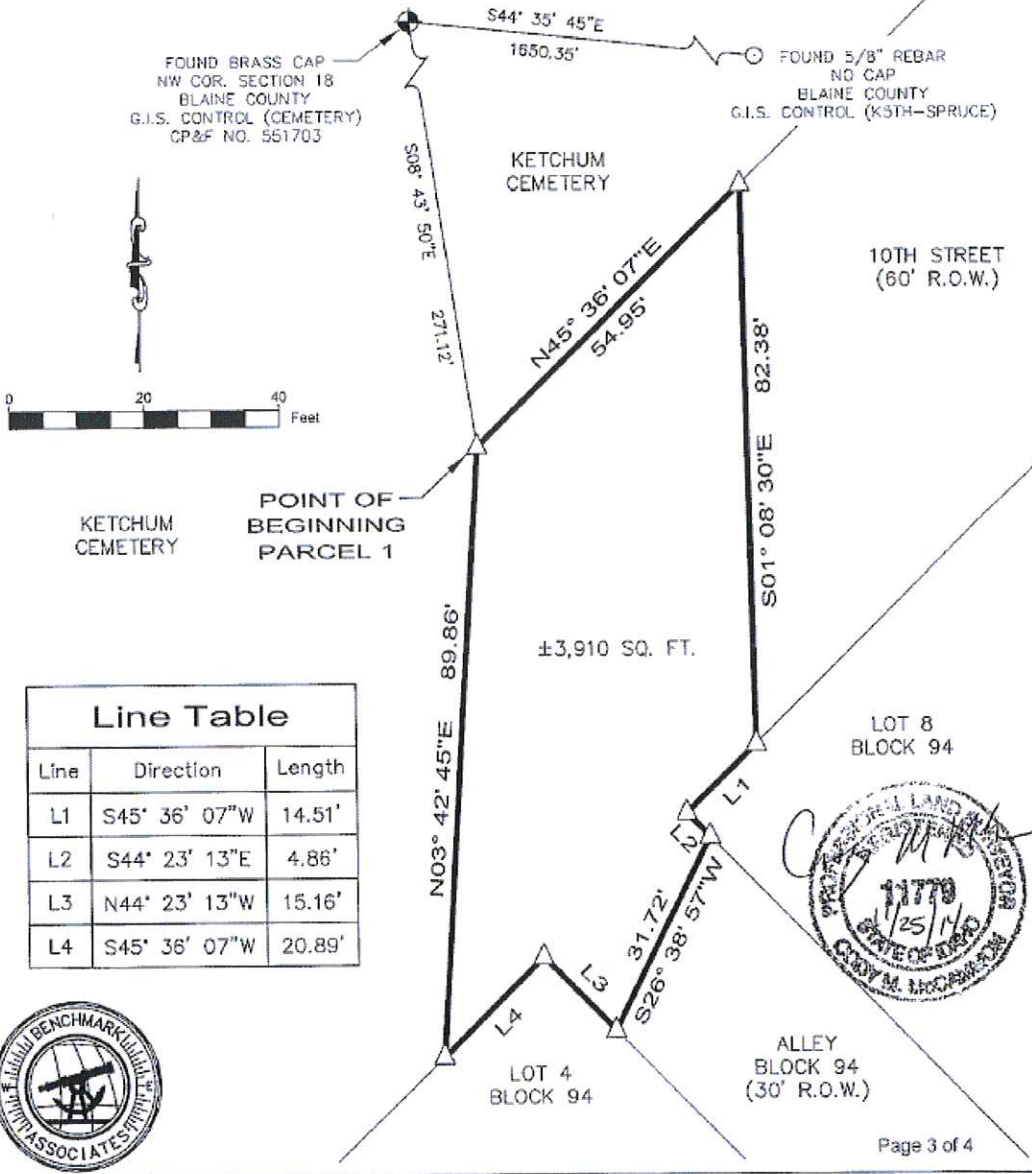 S44° 35' 45"E
1650.35'
FOUND BRASS CAP
NW COR. SECTION 18
BLAINE COUNTY
G.I.S. CONTROL (CEMETERY)
CP&F NO. 551703
FOUND 5/8" REBAR
NO CAP
BLAINE COUNTY
G.I.S. CONTROL (K5TH-SPRUCE)
S08° 43' 50"E
271.12'
KETCHUM
CEMETERY
10TH STREET
(60' R.O.W.)
N45° 36' 07"E
54.95'
82.38'
S01° 08' 30"E
0 20 40
Feet
POINT OF
BEGINNING
PARCEL 1
KETCHUM
CEMETERY
89.86'
N03° 42' 45"E
±3,910 SQ. FT.
Line Table
Line Direction Length
L1 S45° 36' 07"W 14.51'
L2 S44° 23' 13"E 4.86'
L3 N44° 23' 13"W 15.16'
L4 S45° 36' 07"W 20.89'
LOT 8
BLOCK 94
L1
L2
31.72'
S26° 38' 57"W
L3
L4
PROFESSIONAL LAND SURVEYOR
11779
11/25/14
STATE OF IDAHO
CODY M. McCAMMON
BENCHMARK
ASSOCIATES
LOT 4
BLOCK 94
ALLEY
BLOCK 94
(30' R.O.W.)
Page 3 of 4